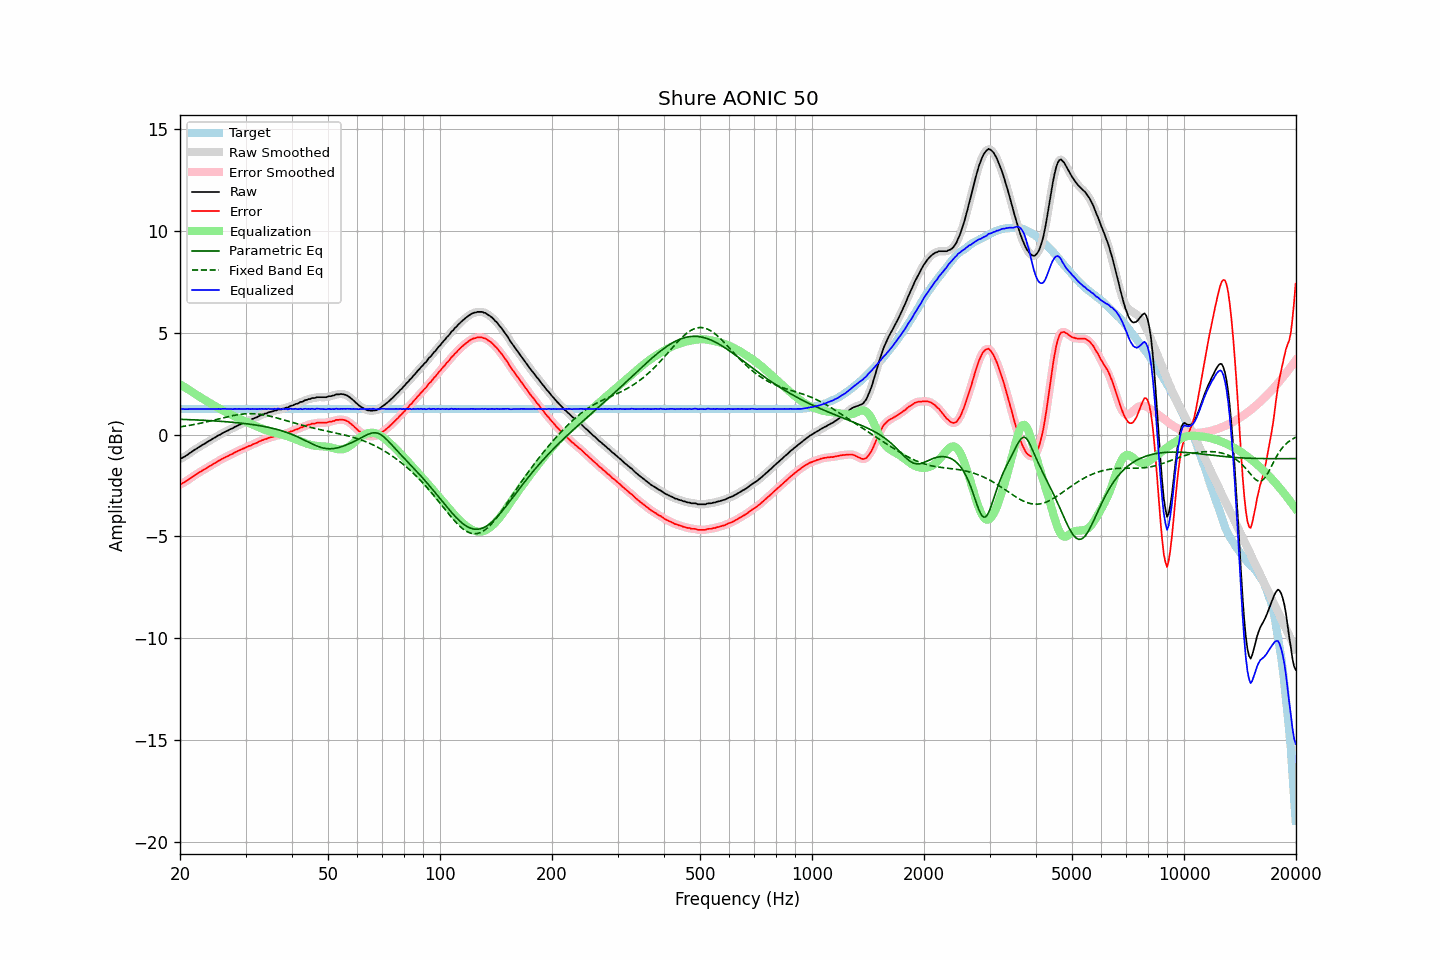 Shure AONIC 50
Target
Raw Smoothed
Error Smoothed
Raw
Error
Equalization
Parametric Eq
Fixed Band Eq
Equalized
15
10
5
0
−5
−10
−15
−20
Amplitude (dBr)
20 50 100 200 500 1000 2000 5000 10000 20000
Frequency (Hz)